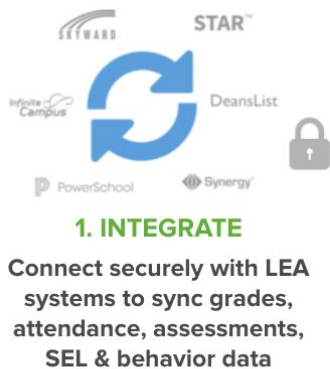 SKYWARD
STAR™
Infinite Campus
DeansList
PowerSchool
Synergy
1. INTEGRATE
Connect securely with LEA
systems to sync grades,
attendance, assessments,
SEL & behavior data